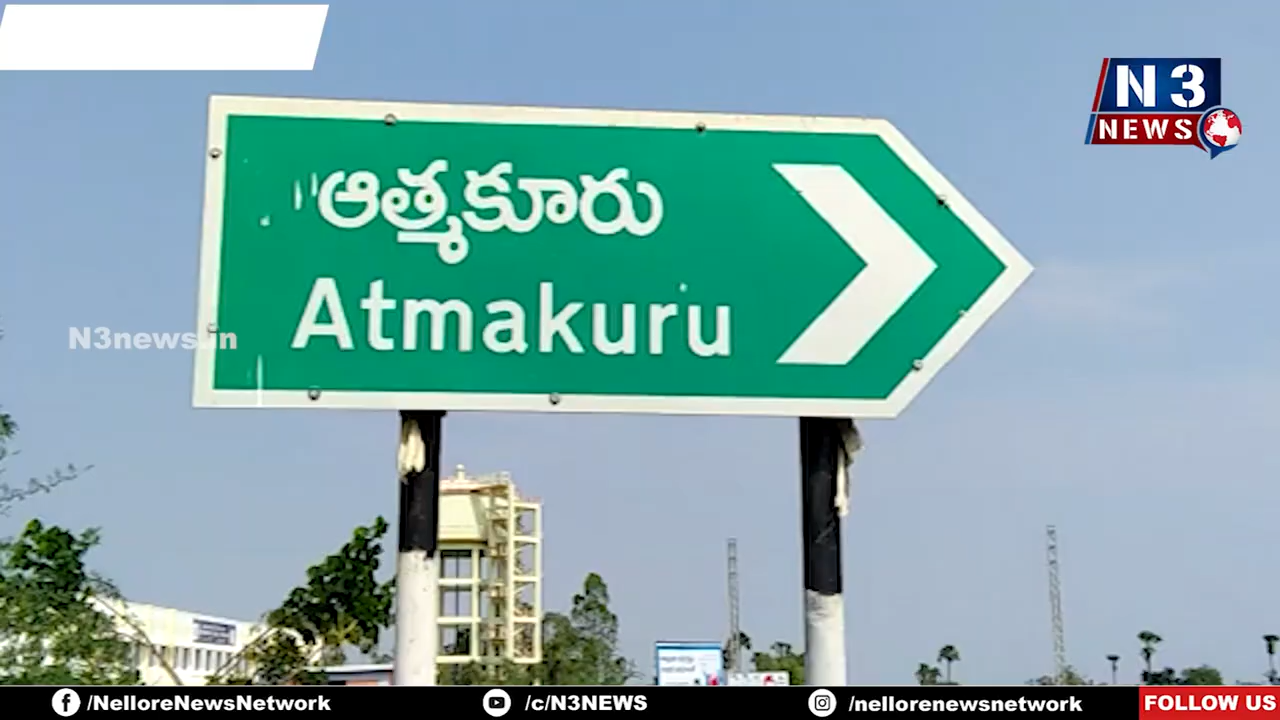 N3
NEWS
ఆత్మకూరు
Atmakuru
N3news.in
/NelloreNewsNetwork
/c/N3NEWS
/nellorenewsnetwork
FOLLOW US